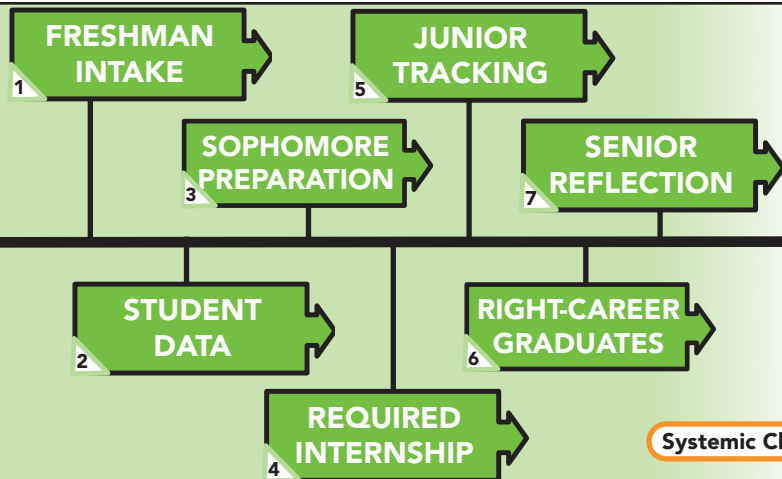 FRESHMAN
INTAKE
1
STUDENT
DATA
2
SOPHOMORE
PREPARATION
3
REQUIRED
INTERNSHIP
4
JUNIOR
TRACKING
5
RIGHT-CAREER
GRADUATES
6
SENIOR
REFLECTION
7
Systemic